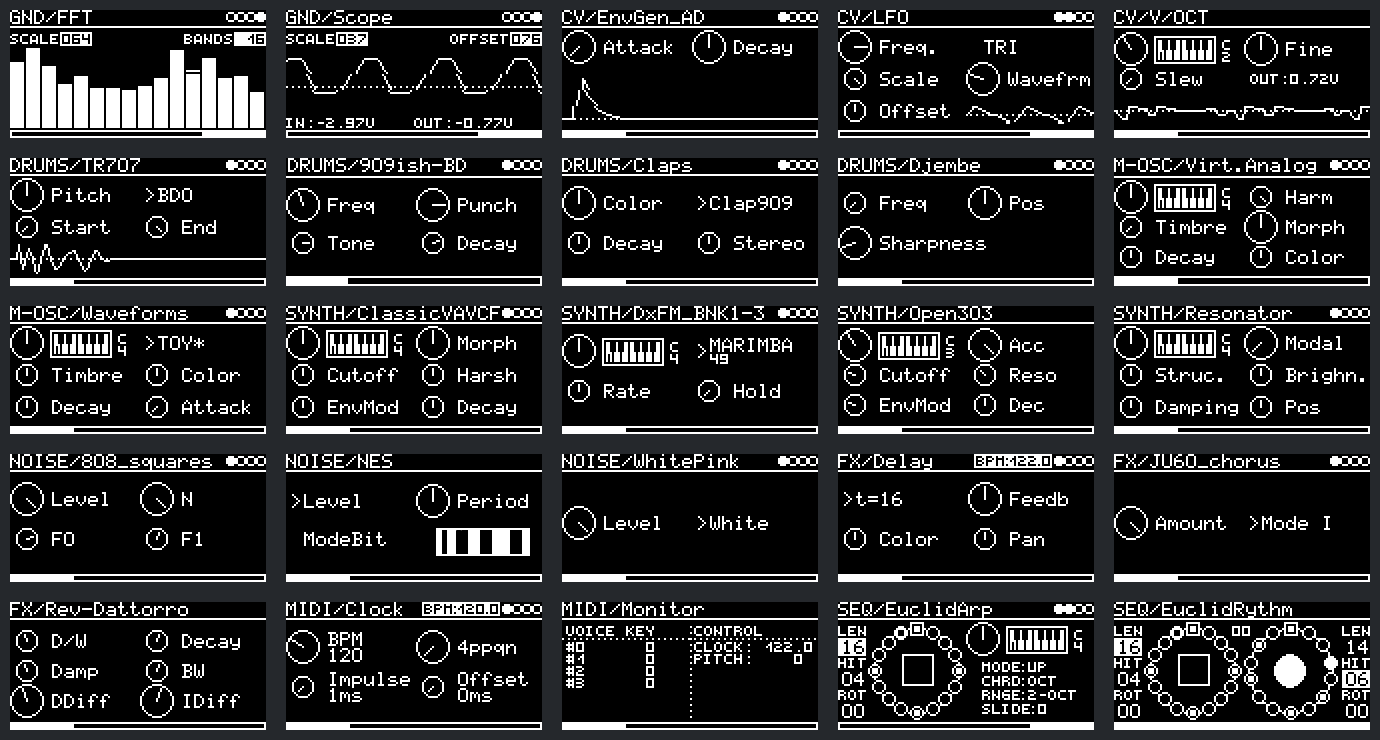 GND/FFT
SCALE 064 BANDS 16
GND/Scope
SCALE 037 OFFSET 076
IN:-2.97V OUT:-0.77V
CV/EnvGen_AD
Attack Decay
CV/LFO
Freq. TRI
Scale Wavefrm
Offset
CV/V/OCT
C2 Fine
Slew OUT:0.72V
DRUMS/TR707
Pitch >BD0
Start End
DRUMS/909ish-BD
Freq Punch
Tone Decay
DRUMS/Claps
Color >Clap909
Decay Stereo
DRUMS/Djembe
Freq Pos
Sharpness
M-OSC/Virt.Analog
C4 Harm
Timbre Morph
Decay Color
M-OSC/Waveforms
C4 >TOY*
Timbre Color
Decay Attack
SYNTH/ClassicVAVCF
C4 Morph
Cutoff Harsh
EnvMod Decay
SYNTH/DxFM_BNK1-3
C4 >MARIMBA
49
Rate Hold
SYNTH/Open303
C3 Acc
Cutoff Reso
EnvMod Dec
SYNTH/Resonator
C4 Modal
Struc. Brighn.
Damping Pos
NOISE/808_squares
Level N
F0 F1
NOISE/NES
>Level Period
ModeBit
NOISE/WhitePink
Level >White
FX/Delay BPM:122.0
>t=16 Feedb
Color Pan
FX/JU60_chorus
Amount >Mode I
FX/Rev-Dattorro
D/W Decay
Damp BW
DDiff IDiff
MIDI/Clock BPM:120.0
BPM 4ppqn
120
Impulse Offset
1ms 0ms
MIDI/Monitor
VOICE KEY CONTROL
#0 0 CLOCK: 122.0
#1 0 PITCH: 0
#2 0
#3 0
SEQ/EuclidArp
LEN
16 C4
HIT MODE:UP
04 CHRD:OCT
ROT RNGE:2-OCT
00 SLIDE:0
SEQ/EuclidRythm
LEN 00 LEN
16 14
HIT HIT
04 06
ROT ROT
00 00